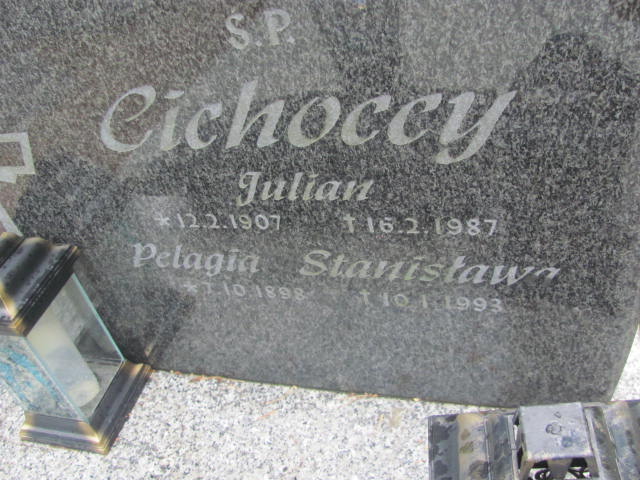 S.P.
Cichoccy
Julian
*12.2.1907 †16.2.1987
Pelagia Stanisława
*7.10.1898 †10.1.1993